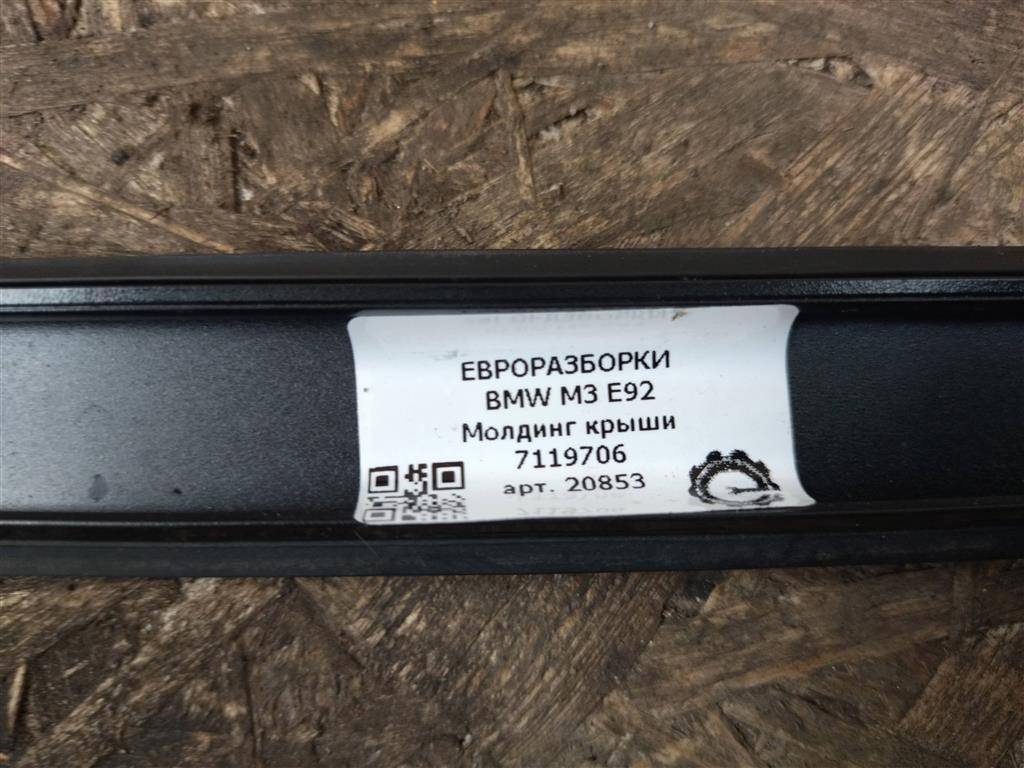 ЕВРОРАЗБОРКИ
BMW M3 E92
Молдинг крыши
7119706
арт. 20853